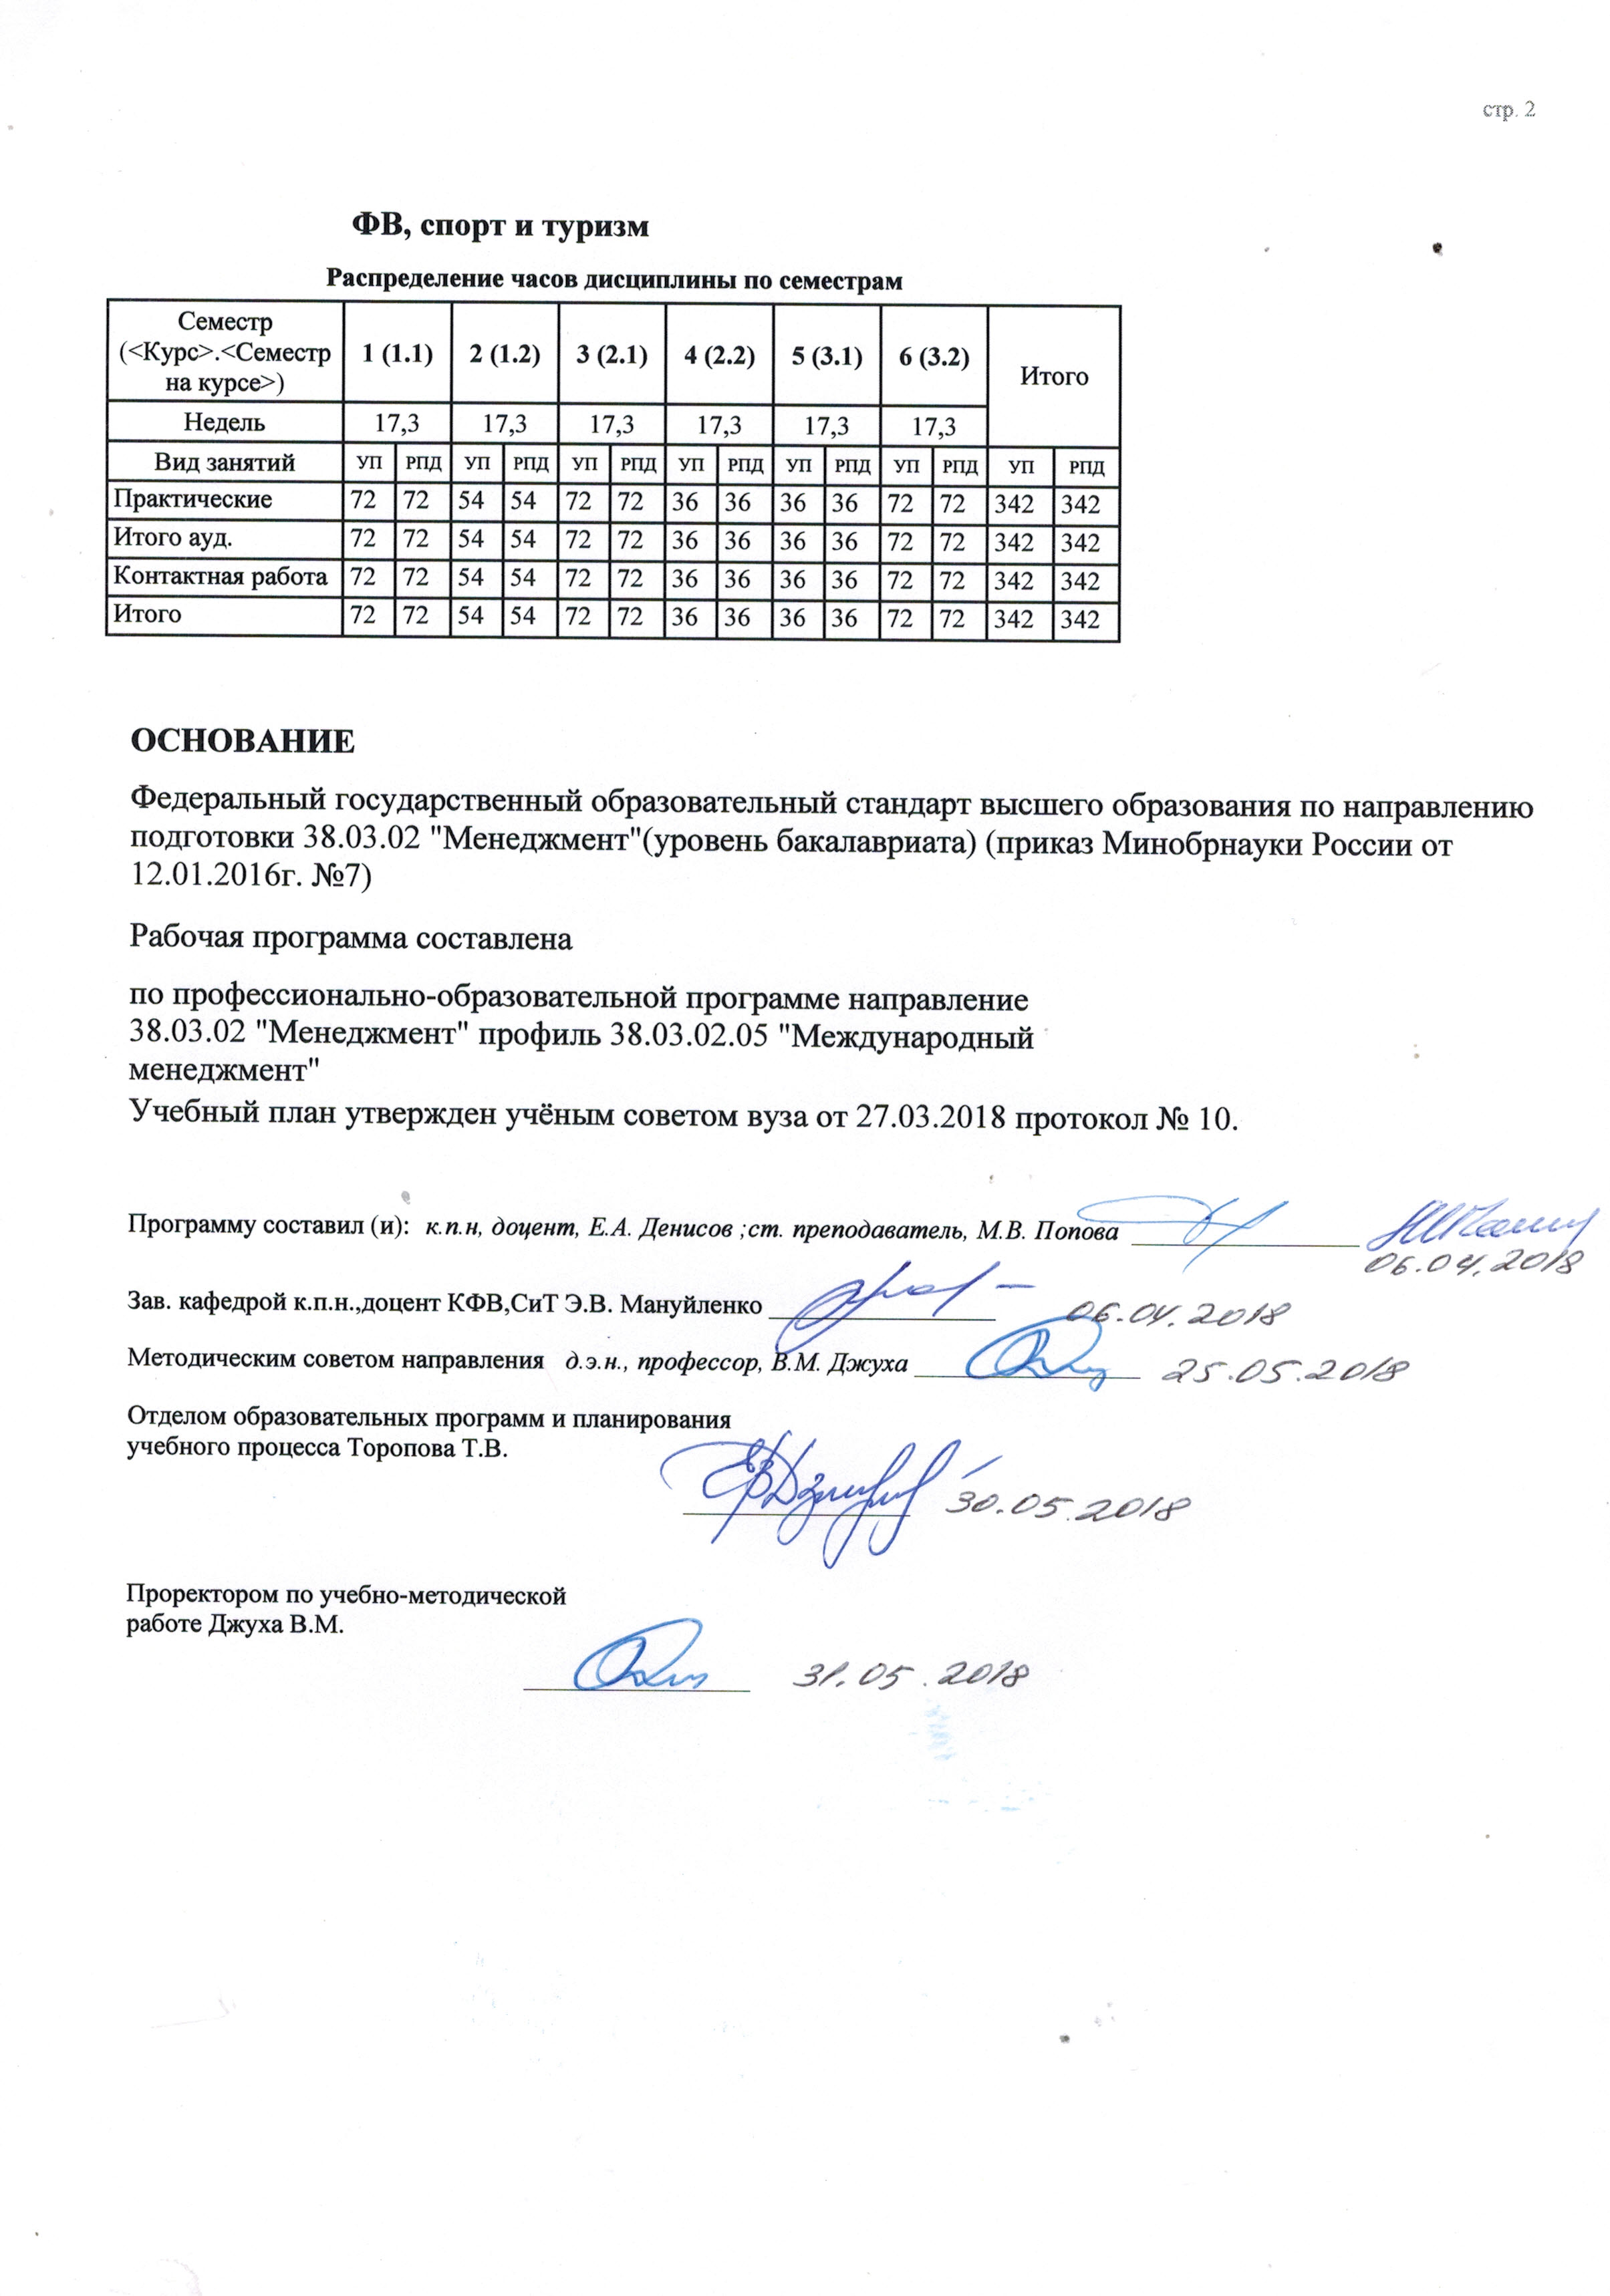 стр. 2
ФВ, спорт и туризм
Распределение часов дисциплины по семестрам
Семестр (<Курс>.<Семестр на курсе>) 1 (1.1) 2 (1.2) 3 (2.1) 4 (2.2) 5 (3.1) 6 (3.2) Итого
Недель 17,3 17,3 17,3 17,3 17,3 17,3
Вид занятий УП РПД УП РПД УП РПД УП РПД УП РПД УП РПД УП РПД
Практические 72 72 54 54 72 72 36 36 36 36 72 72 342 342
Итого ауд. 72 72 54 54 72 72 36 36 36 36 72 72 342 342
Контактная работа 72 72 54 54 72 72 36 36 36 36 72 72 342 342
Итого 72 72 54 54 72 72 36 36 36 36 72 72 342 342
ОСНОВАНИЕ
Федеральный государственный образовательный стандарт высшего образования по направлению
подготовки 38.03.02 "Менеджмент"(уровень бакалавриата) (приказ Минобрнауки России от
12.01.2016г. №7)
Рабочая программа составлена
по профессионально-образовательной программе направление
38.03.02 "Менеджмент" профиль 38.03.02.05 "Международный
менеджмент"
Учебный план утвержден учёным советом вуза от 27.03.2018 протокол № 10.
Программу составил (и): к.п.н, доцент, Е.А. Денисов ;ст. преподаватель, М.В. Попова
06.04.2018
Зав. кафедрой к.п.н.,доцент КФВ,СиТ Э.В. Мануйленко 06.04.2018
Методическим советом направления д.э.н., профессор, В.М. Джуха 25.05.2018
Отделом образовательных программ и планирования
учебного процесса Торопова Т.В.
30.05.2018
Проректором по учебно-методической
работе Джуха В.М.
31.05.2018